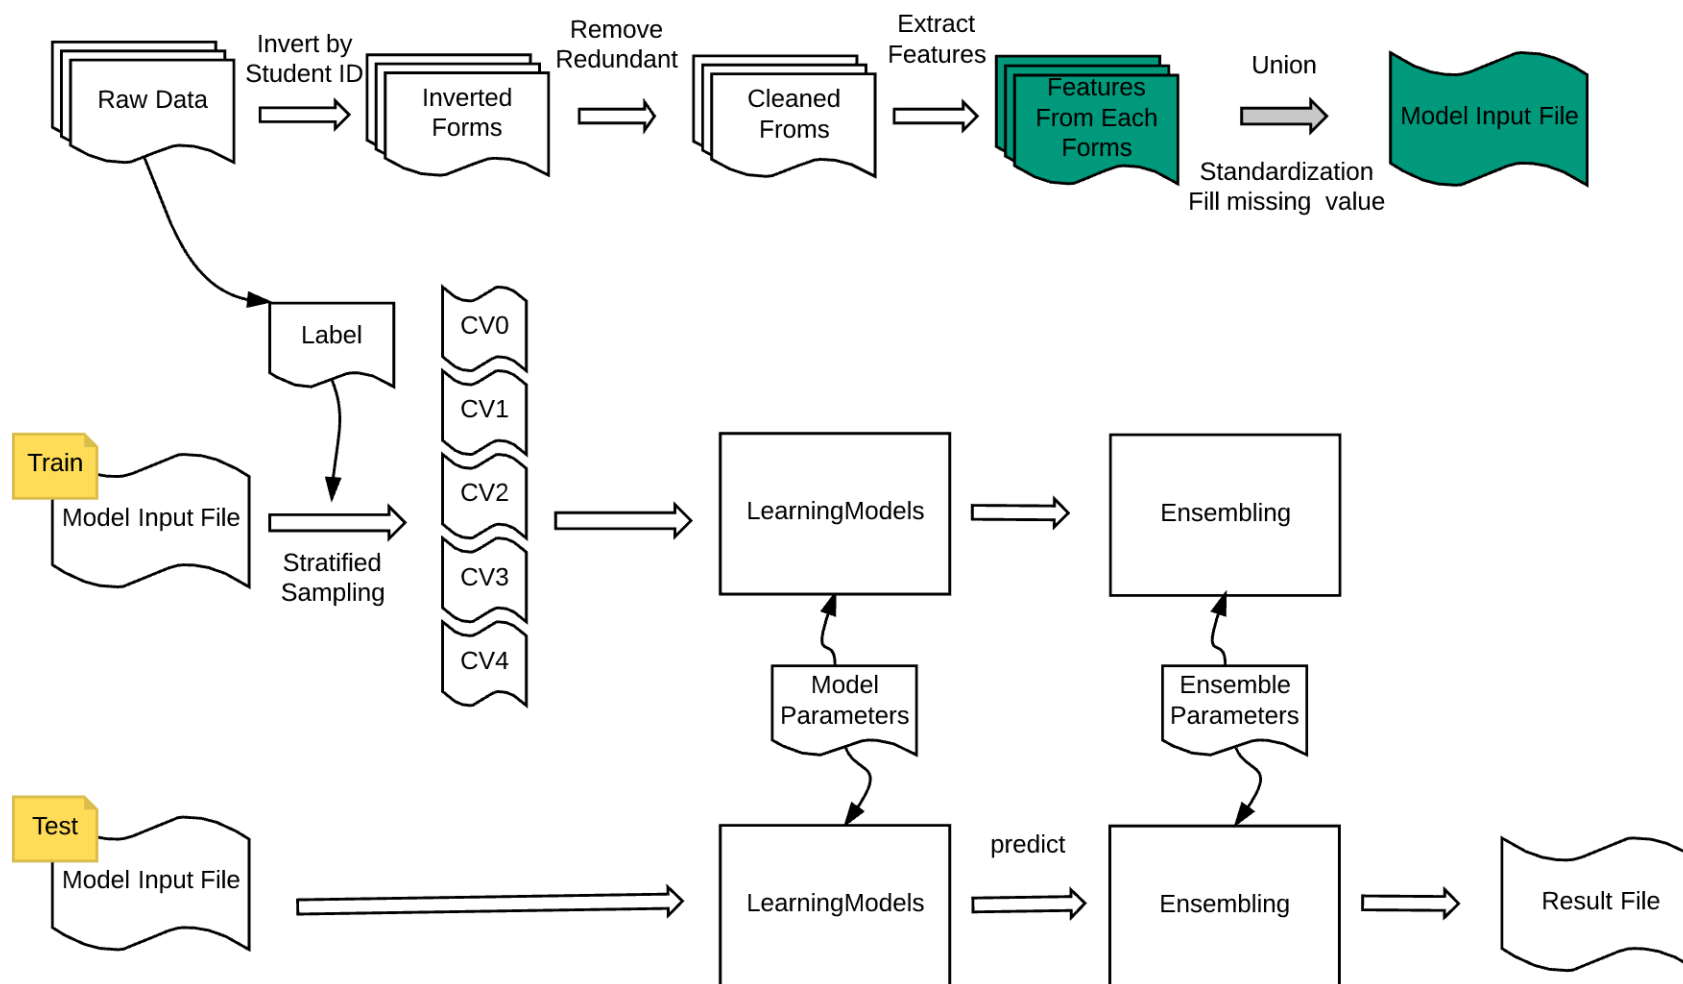 Raw Data
Invert by
Student ID
Inverted
Forms
Remove
Redundant
Cleaned
Froms
Extract
Features
Features
From Each
Forms
Union
Standardization
Fill missing value
Model Input File
Label
Train
Model Input File
Stratified
Sampling
CV0
CV1
CV2
CV3
CV4
LearningModels
Ensembling
Model
Parameters
Ensemble
Parameters
Test
Model Input File
LearningModels
predict
Ensembling
Result File